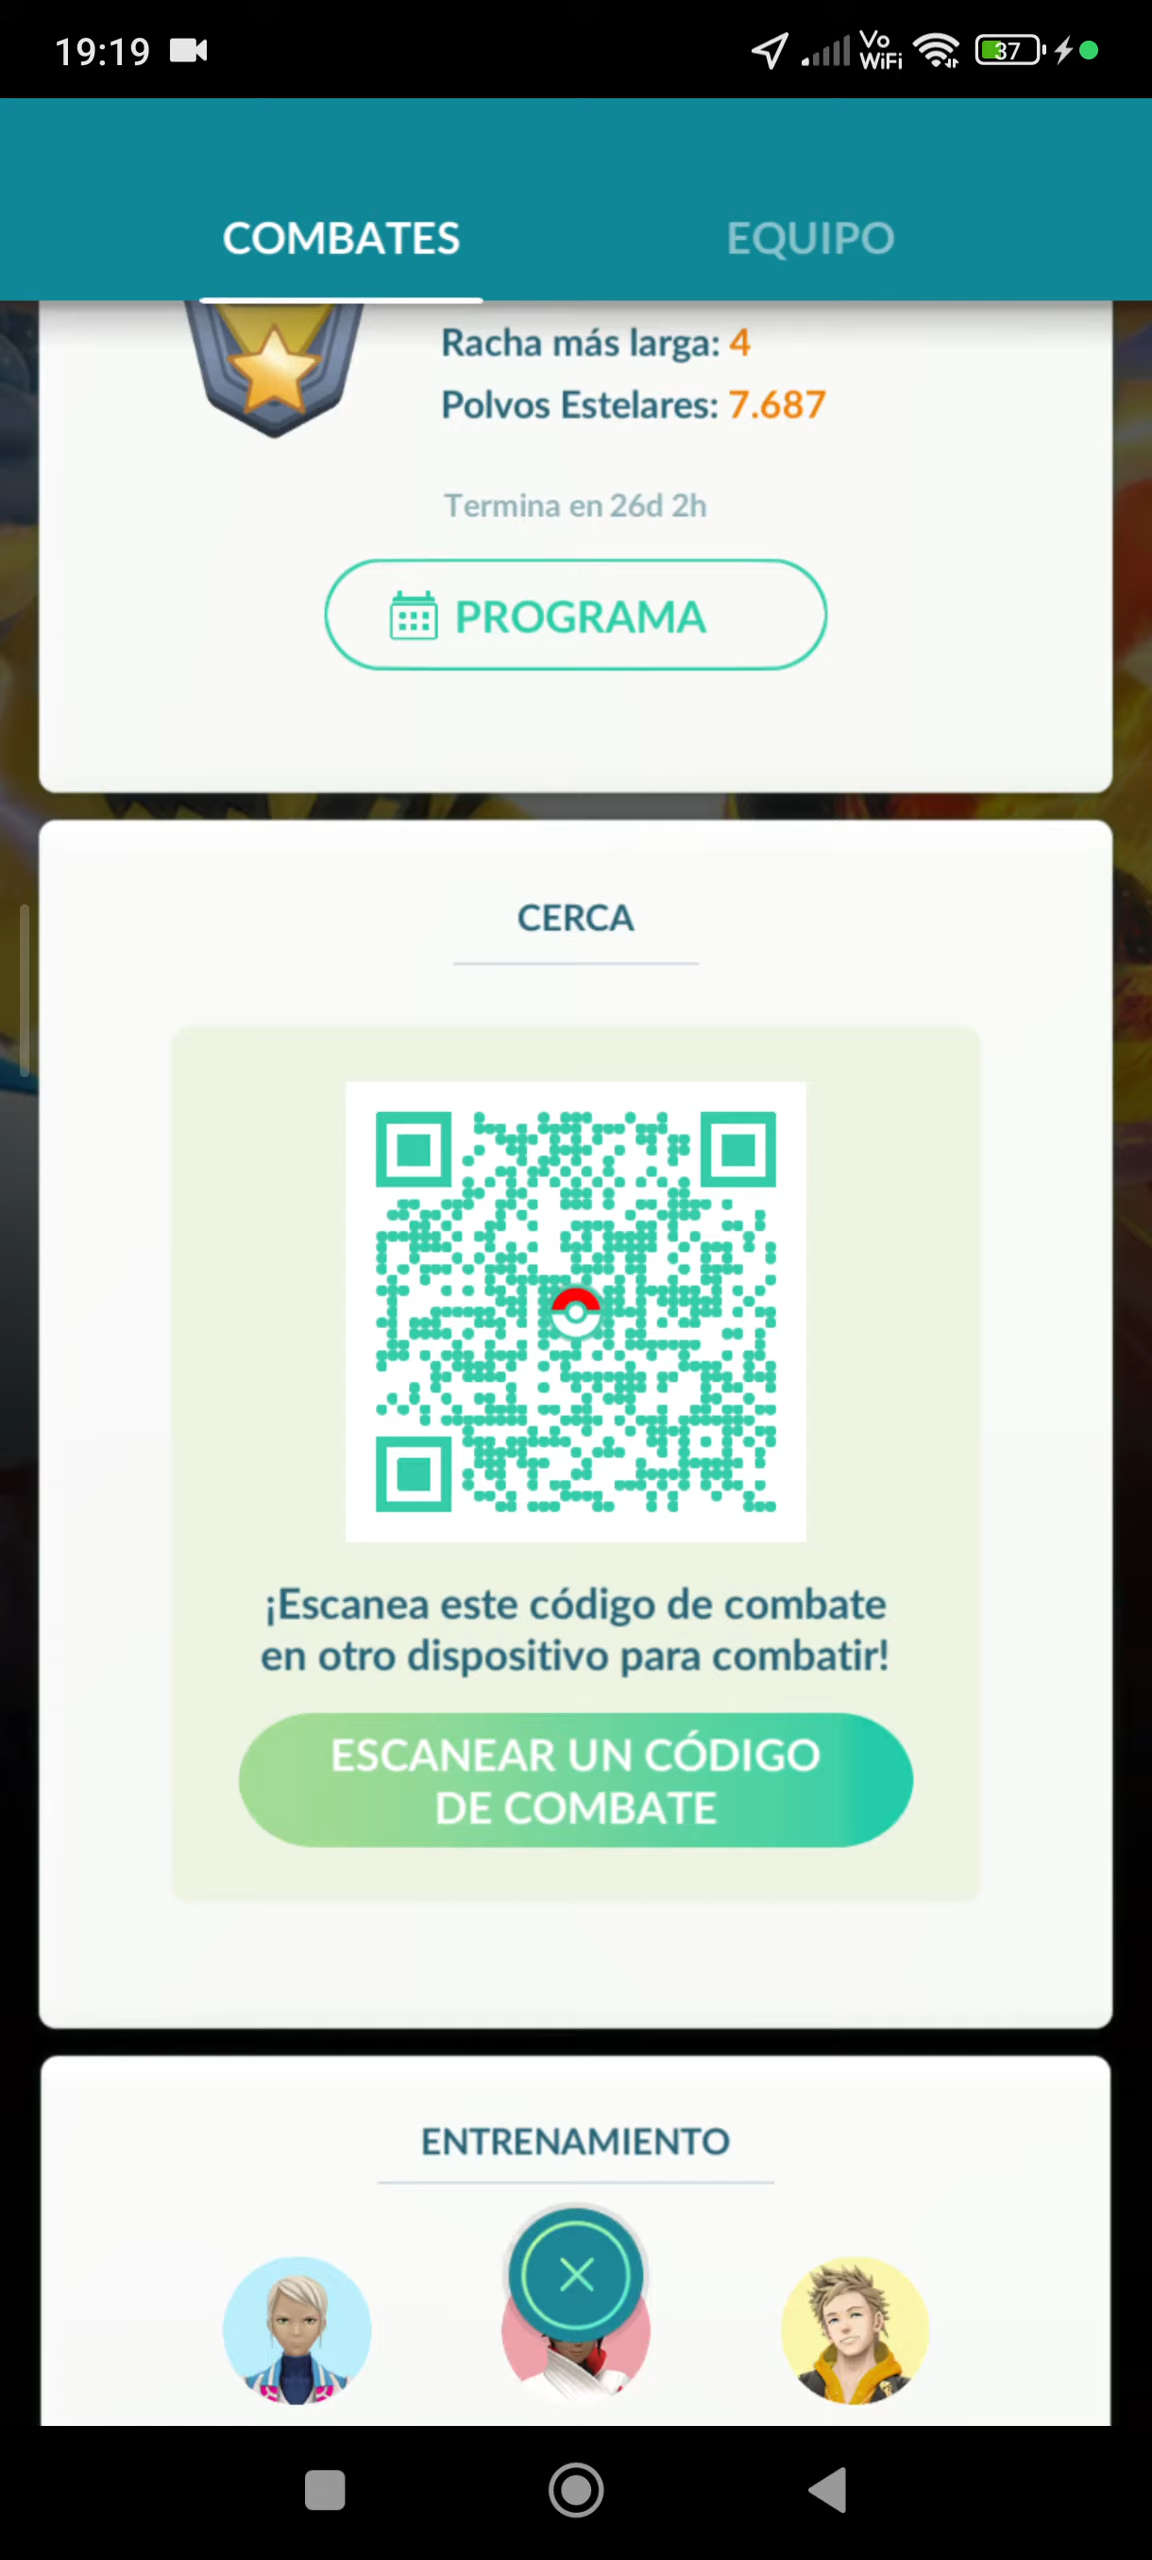 19:19
Vo
WiFi
37
COMBATES
EQUIPO
Racha más larga: 4
Polvos Estelares: 7.687
Termina en 26d 2h
PROGRAMA
CERCA
¡Escanea este código de combate
en otro dispositivo para combatir!
ESCANEAR UN CÓDIGO
DE COMBATE
ENTRENAMIENTO